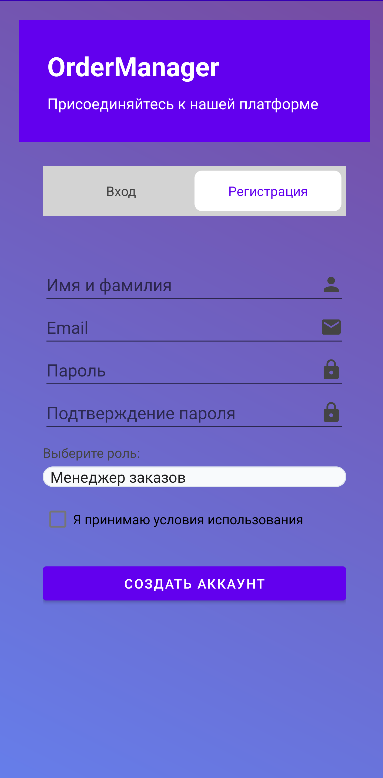 OrderManager
Присоединяйтесь к нашей платформе
Вход
Регистрация
Имя и фамилия
Email
Пароль
Подтверждение пароля
Выберите роль:
Менеджер заказов
Я принимаю условия использования
СОЗДАТЬ АККАУНТ